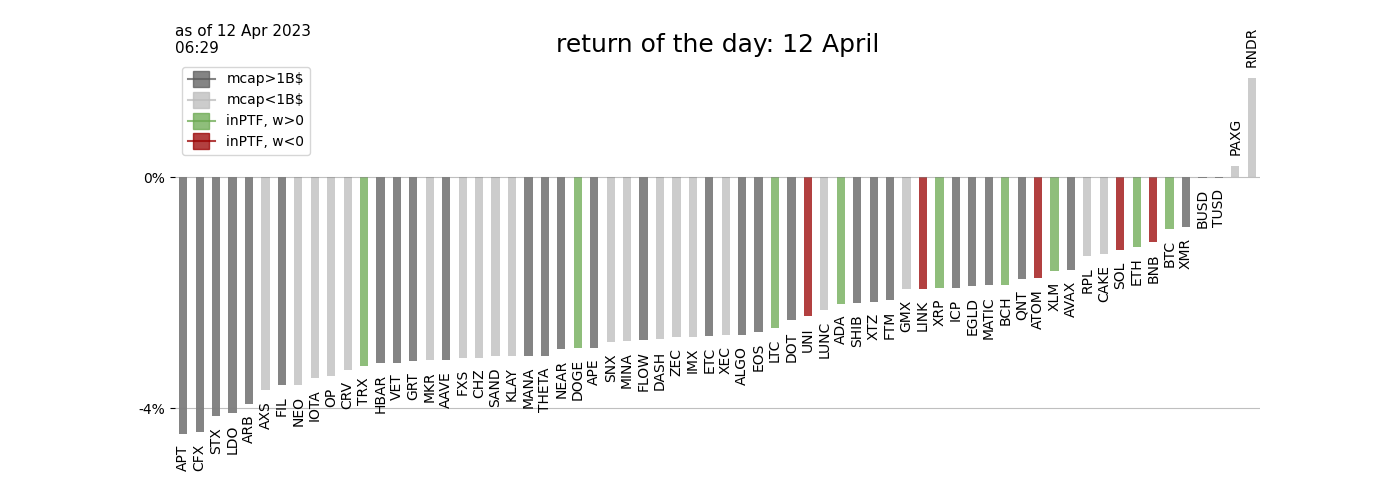 as of 12 Apr 2023
06:29
return of the day: 12 April
mcap>1B$
mcap<1B$
inPTF, w>0
inPTF, w<0
0%
-4%
APT
CFX
STX
LDO
ARB
AXS
FIL
NEO
IOTA
OP
CRV
TRX
HBAR
VET
GRT
MKR
AAVE
FXS
CHZ
SAND
KLAY
MANA
THETA
NEAR
DOGE
APE
SNX
MINA
FLOW
DASH
ZEC
IMX
ETC
XEC
ALGO
EOS
LTC
DOT
UNI
LUNC
ADA
SHIB
XTZ
FTM
GMX
LINK
XRP
ICP
EGLD
MATIC
BCH
QNT
ATOM
XLM
AVAX
RPL
CAKE
SOL
ETH
BNB
BTC
XMR
BUSD
TUSD
PAXG
RNDR